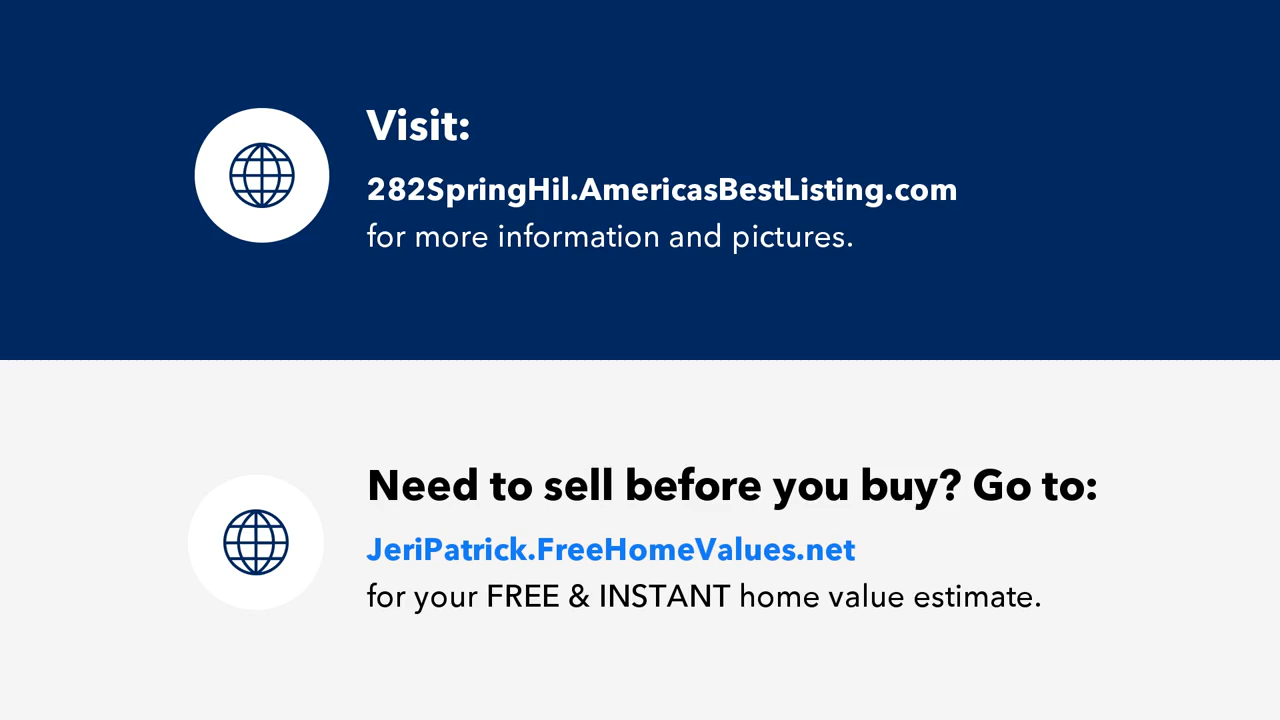 Visit:
282SpringHil.AmericasBestListing.com
for more information and pictures.
Need to sell before you buy? Go to:
JeriPatrick.FreeHomeValues.net
for your FREE & INSTANT home value estimate.